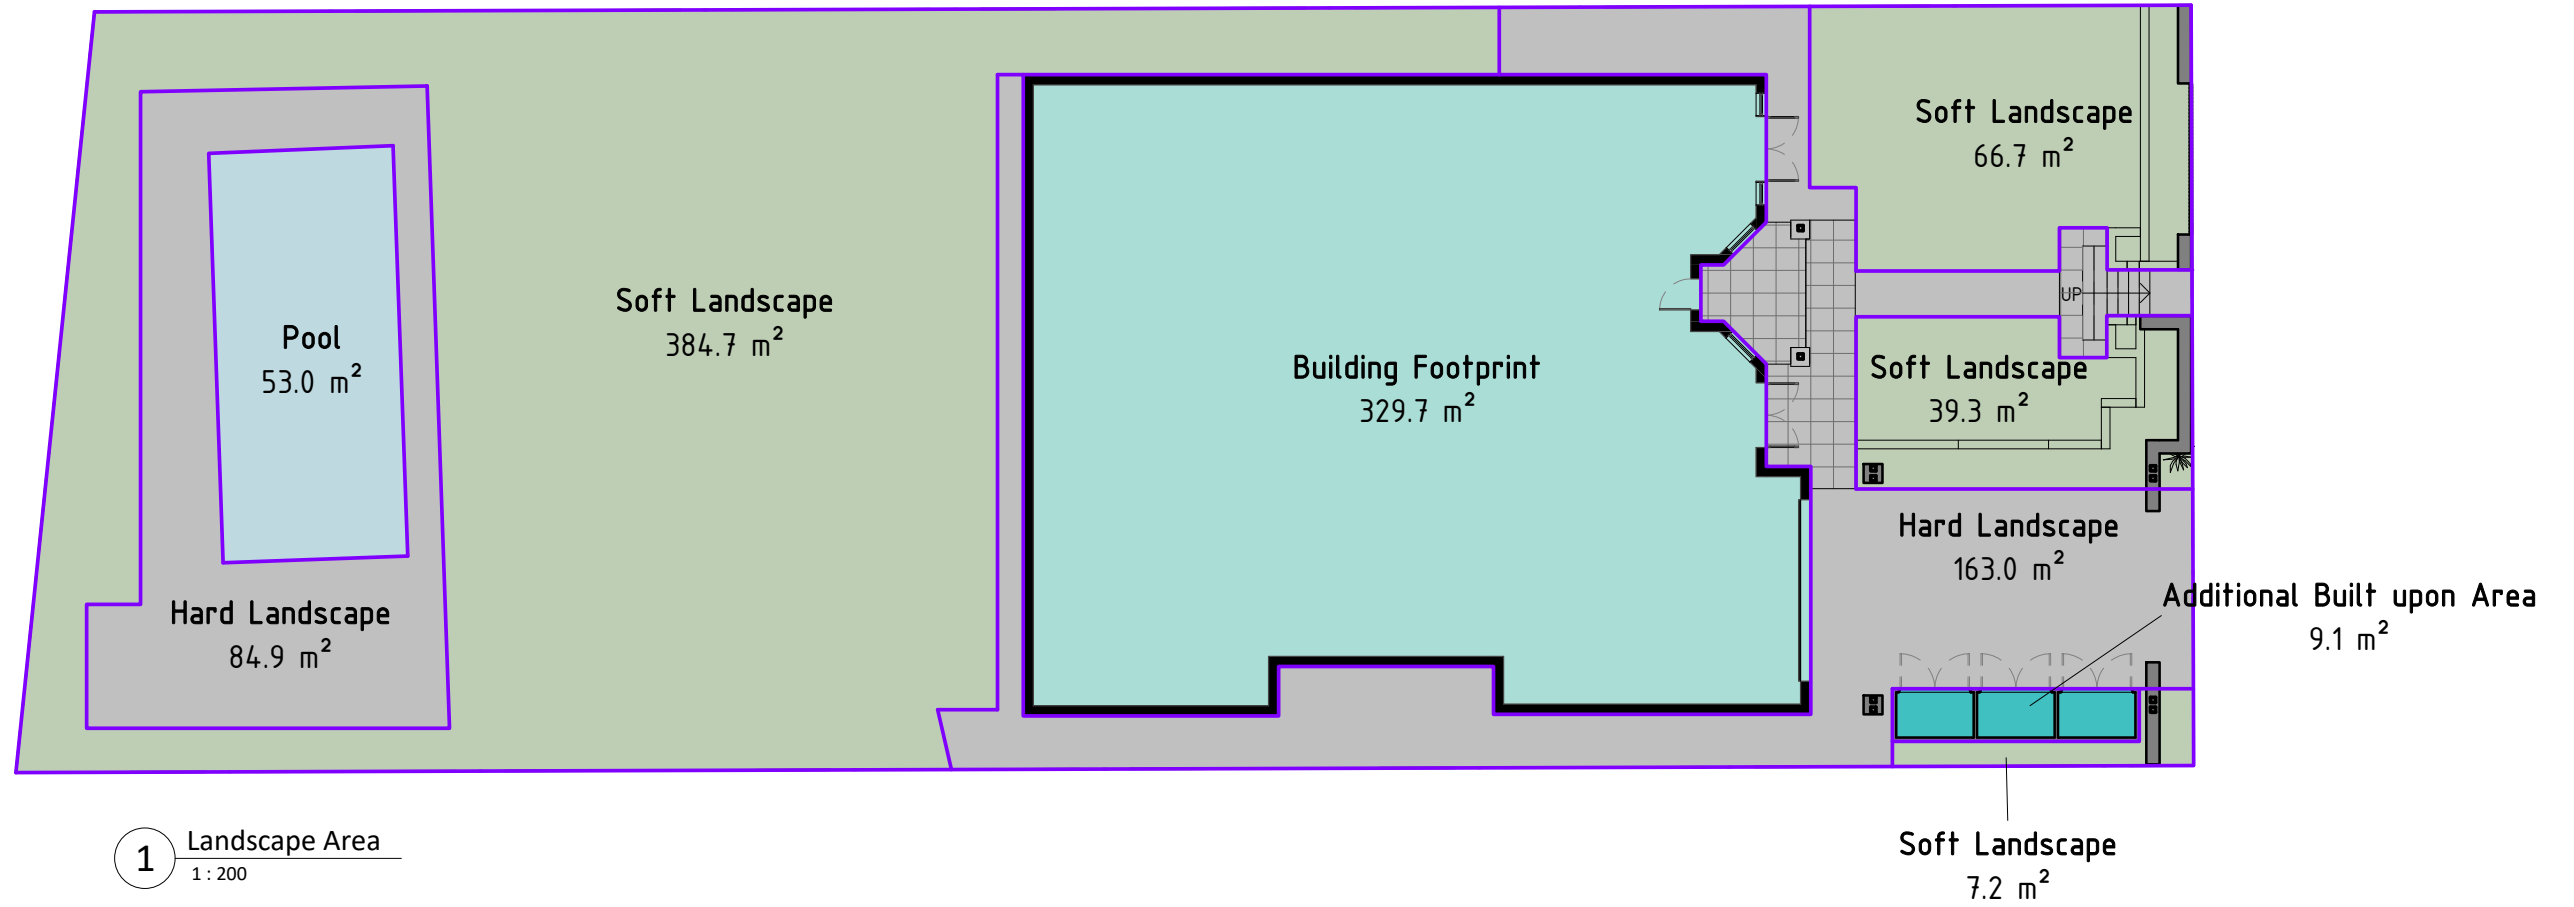 Soft Landscape
66.7 m²
Soft Landscape
384.7 m²
UP
Pool
53.0 m²
Building Footprint
329.7 m²
Soft Landscape
39.3 m²
Hard Landscape
163.0 m²
Additional Built upon Area
9.1 m²
Hard Landscape
84.9 m²
1
Landscape Area
1 : 200
Soft Landscape
7.2 m²